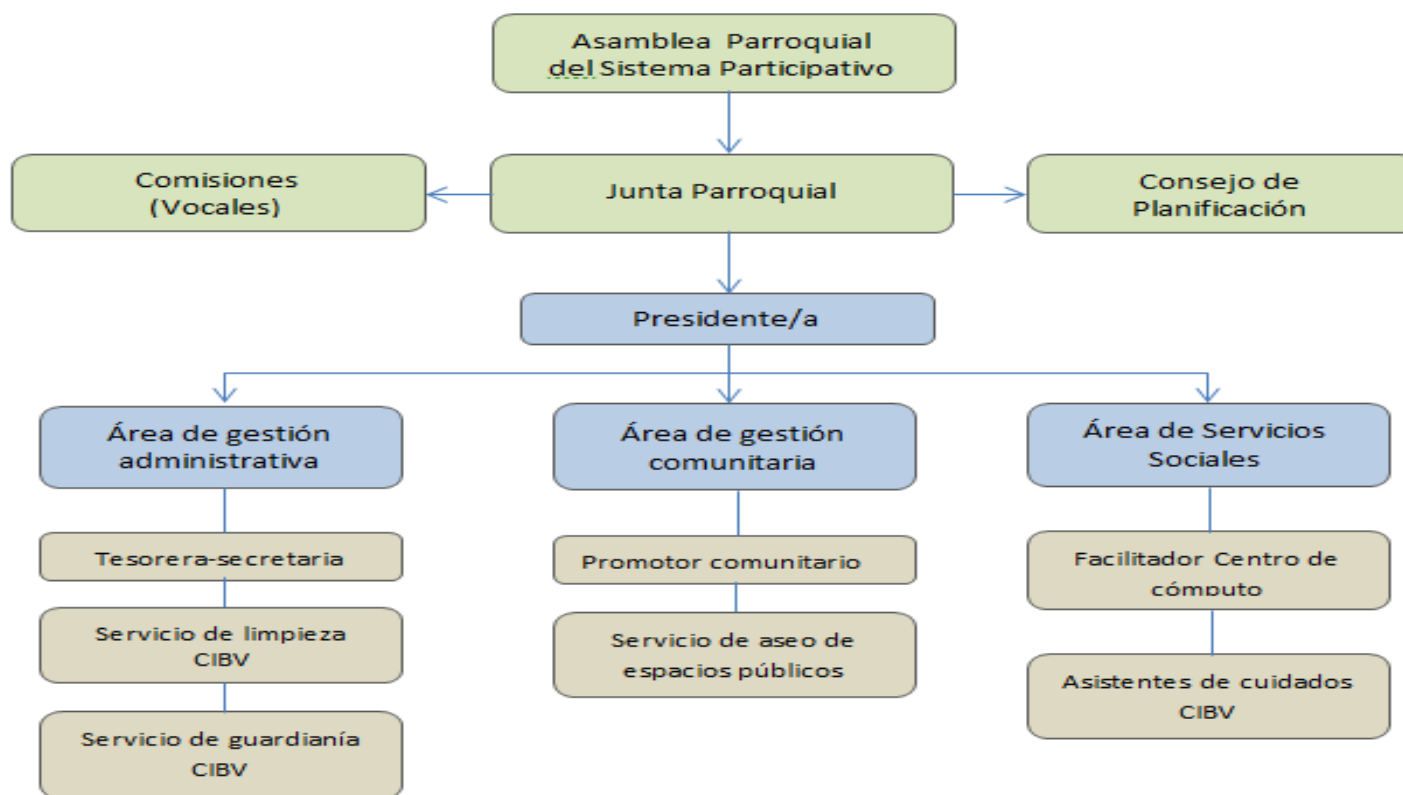 Asamblea Parroquial
del Sistema Participativo
Comisiones
(Vocales)
Junta Parroquial
Consejo de
Planificación
Presidente/a
Área de gestión
administrativa
Área de gestión
comunitaria
Área de Servicios
Sociales
Tesorera-secretaria
Promotor comunitario
Facilitador Centro de
cómputo
Servicio de limpieza
CIBV
Servicio de aseo de
espacios públicos
Asistentes de cuidados
CIBV
Servicio de guardianía
CIBV